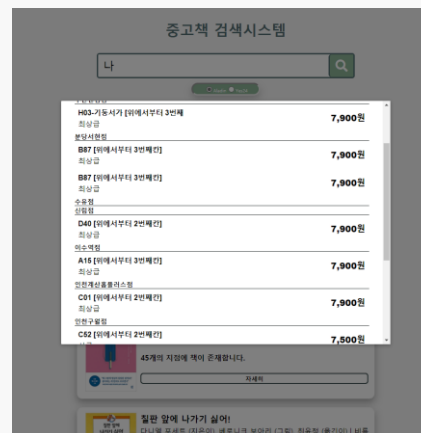 중고책 검색시스템
나
H03-기둥서가 [위에서부터 3번째
최상급
7,900원
분당서현점
B87 [위에서부터 3번째칸]
최상급
7,900원
B87 [위에서부터 3번째칸]
최상급
7,900원
수유점
신림점
D40 [위에서부터 2번째칸]
최상급
7,900원
이수역점
A15 [위에서부터 3번째칸]
최상급
7,900원
인천계산홈플러스점
C01 [위에서부터 2번째칸]
최상급
7,900원
인천구월점
C52 [위에서부터 2번째칸]
7,500원
45개의 지점에 책이 존재합니다.
자세히
칠판 앞에 나가기 싫어!